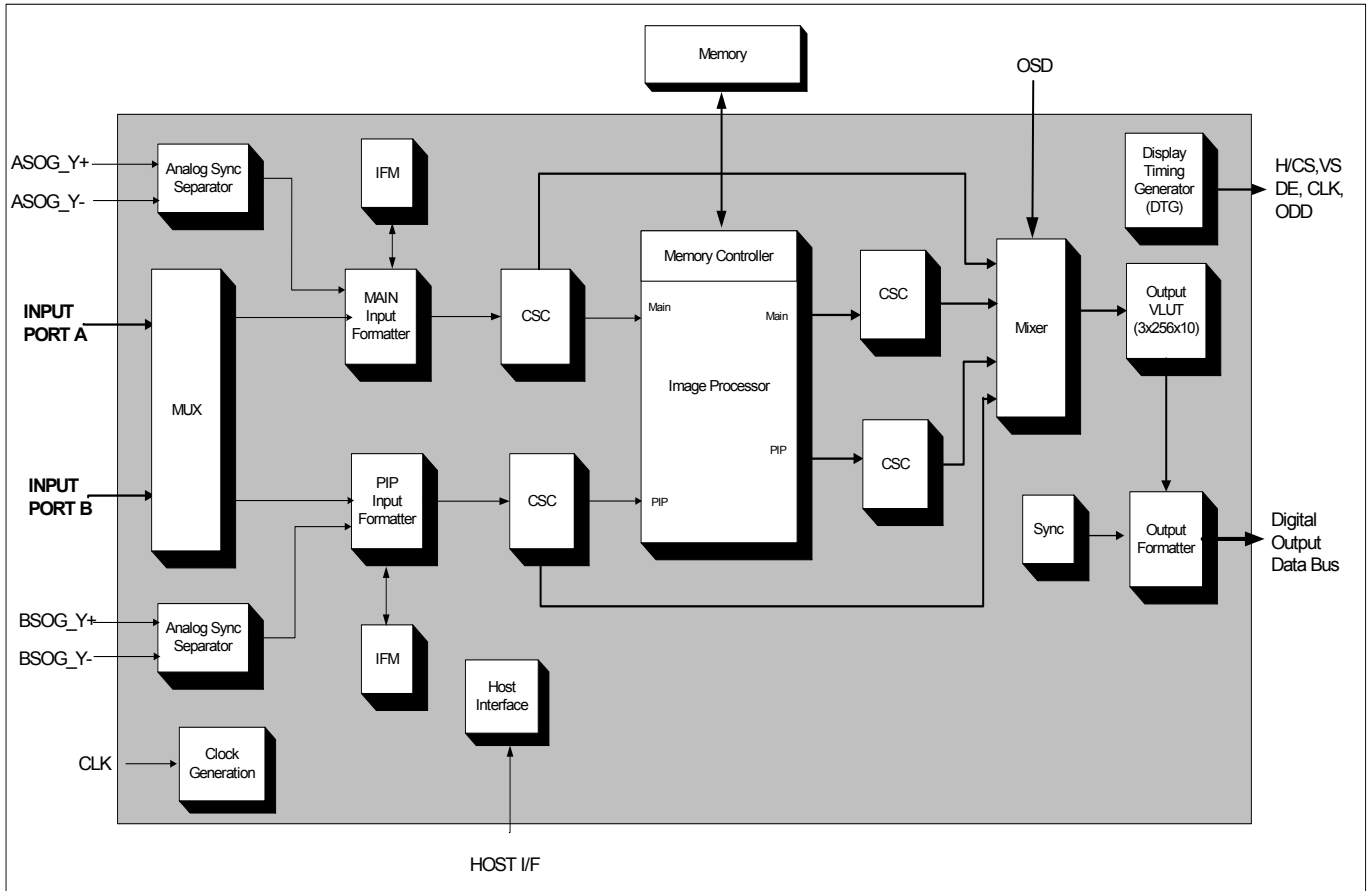 Memory
OSD
ASOG_Y+
ASOG_Y-
Analog Sync
Separator
IFM
Display
Timing
Generator
(DTG)
H/CS,VS
DE, CLK,
ODD
INPUT
PORT A
MAIN
Input
Formatter
CSC
Memory Controller
Main
Main
CSC
Mixer
Output
VLUT
(3x256x10)
MUX
Image Processor
INPUT
PORT B
PIP
Input
Formatter
CSC
PIP
PIP
CSC
Sync
Output
Formatter
Digital
Output
Data Bus
BSOG_Y+
BSOG_Y-
Analog Sync
Separator
IFM
Host
Interface
CLK
Clock
Generation
HOST I/F